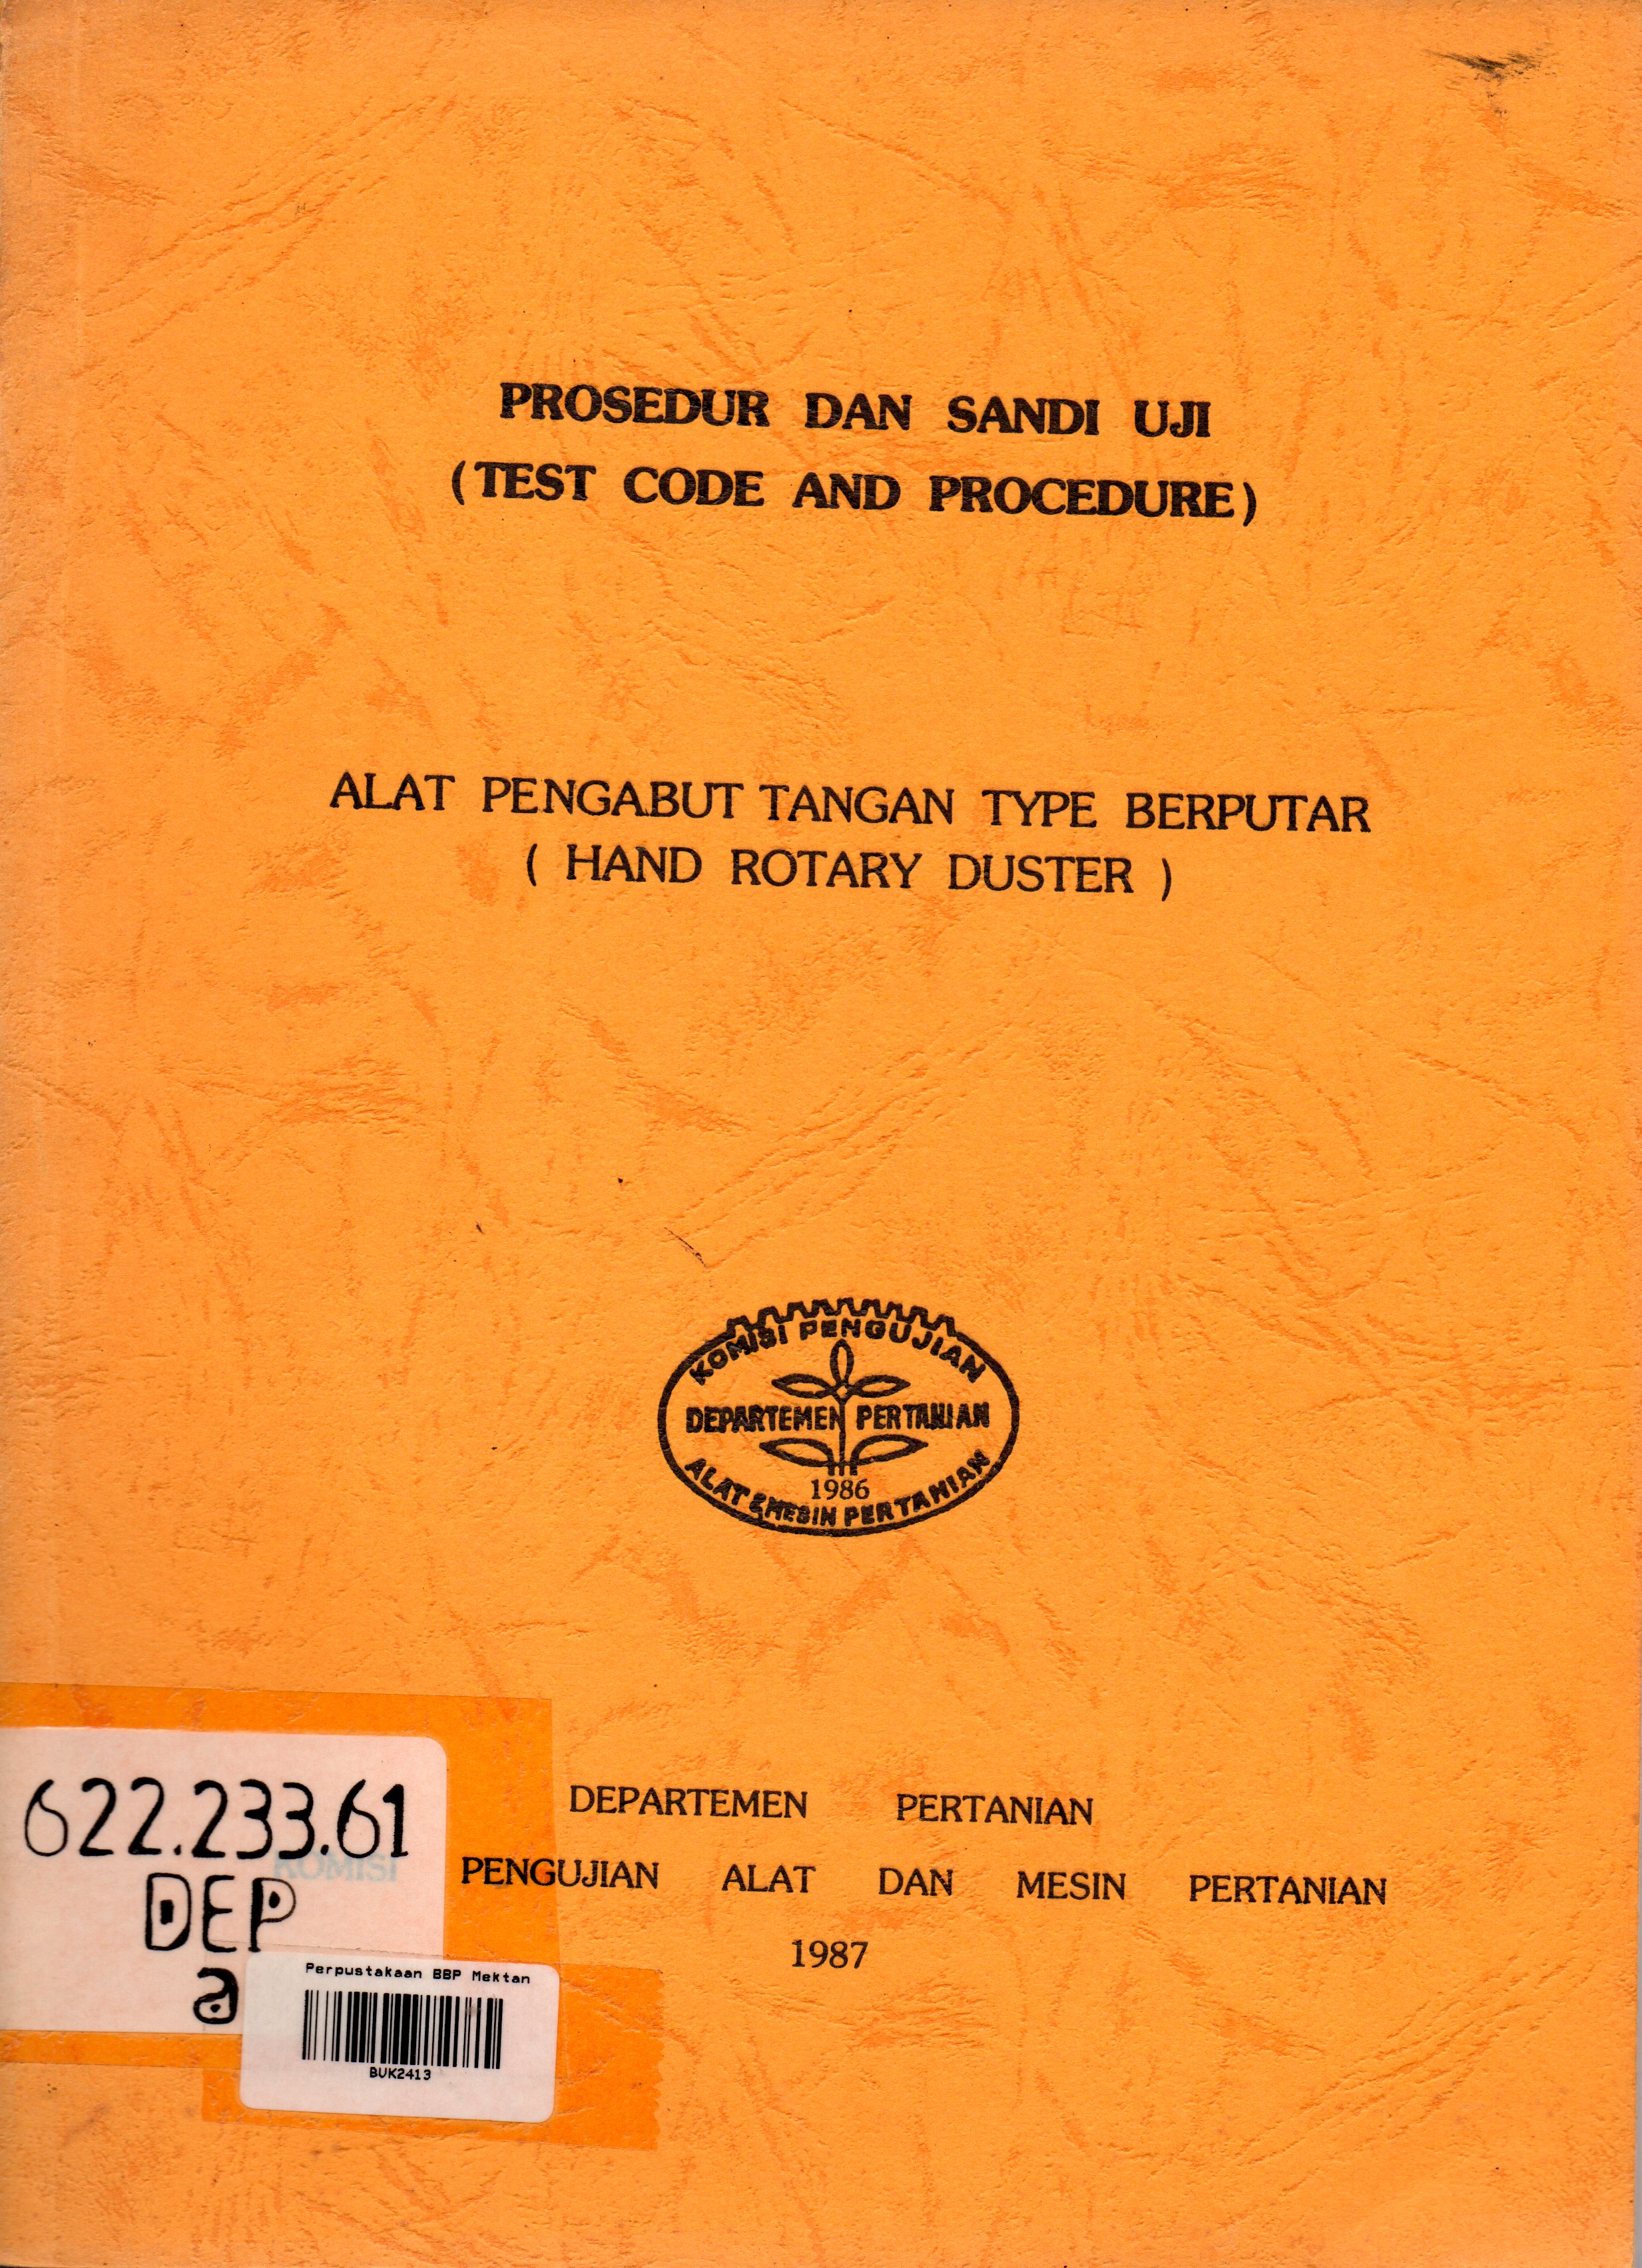 PROSEDUR DAN SANDI UJI
(TEST CODE AND PROCEDURE)
ALAT PENGABUT TANGAN TYPE BERPUTAR
( HAND ROTARY DUSTER )
KOMISI PENGUJIAN
DEPARTEMEN PERTANIAN
1986
ALAT & MESIN PERTANIAN
DEPARTEMEN PERTANIAN
KOMISI PENGUJIAN ALAT DAN MESIN PERTANIAN
1987
622.233.61
DEP
a
Perpustakaan BBP Mektan
BUK2413